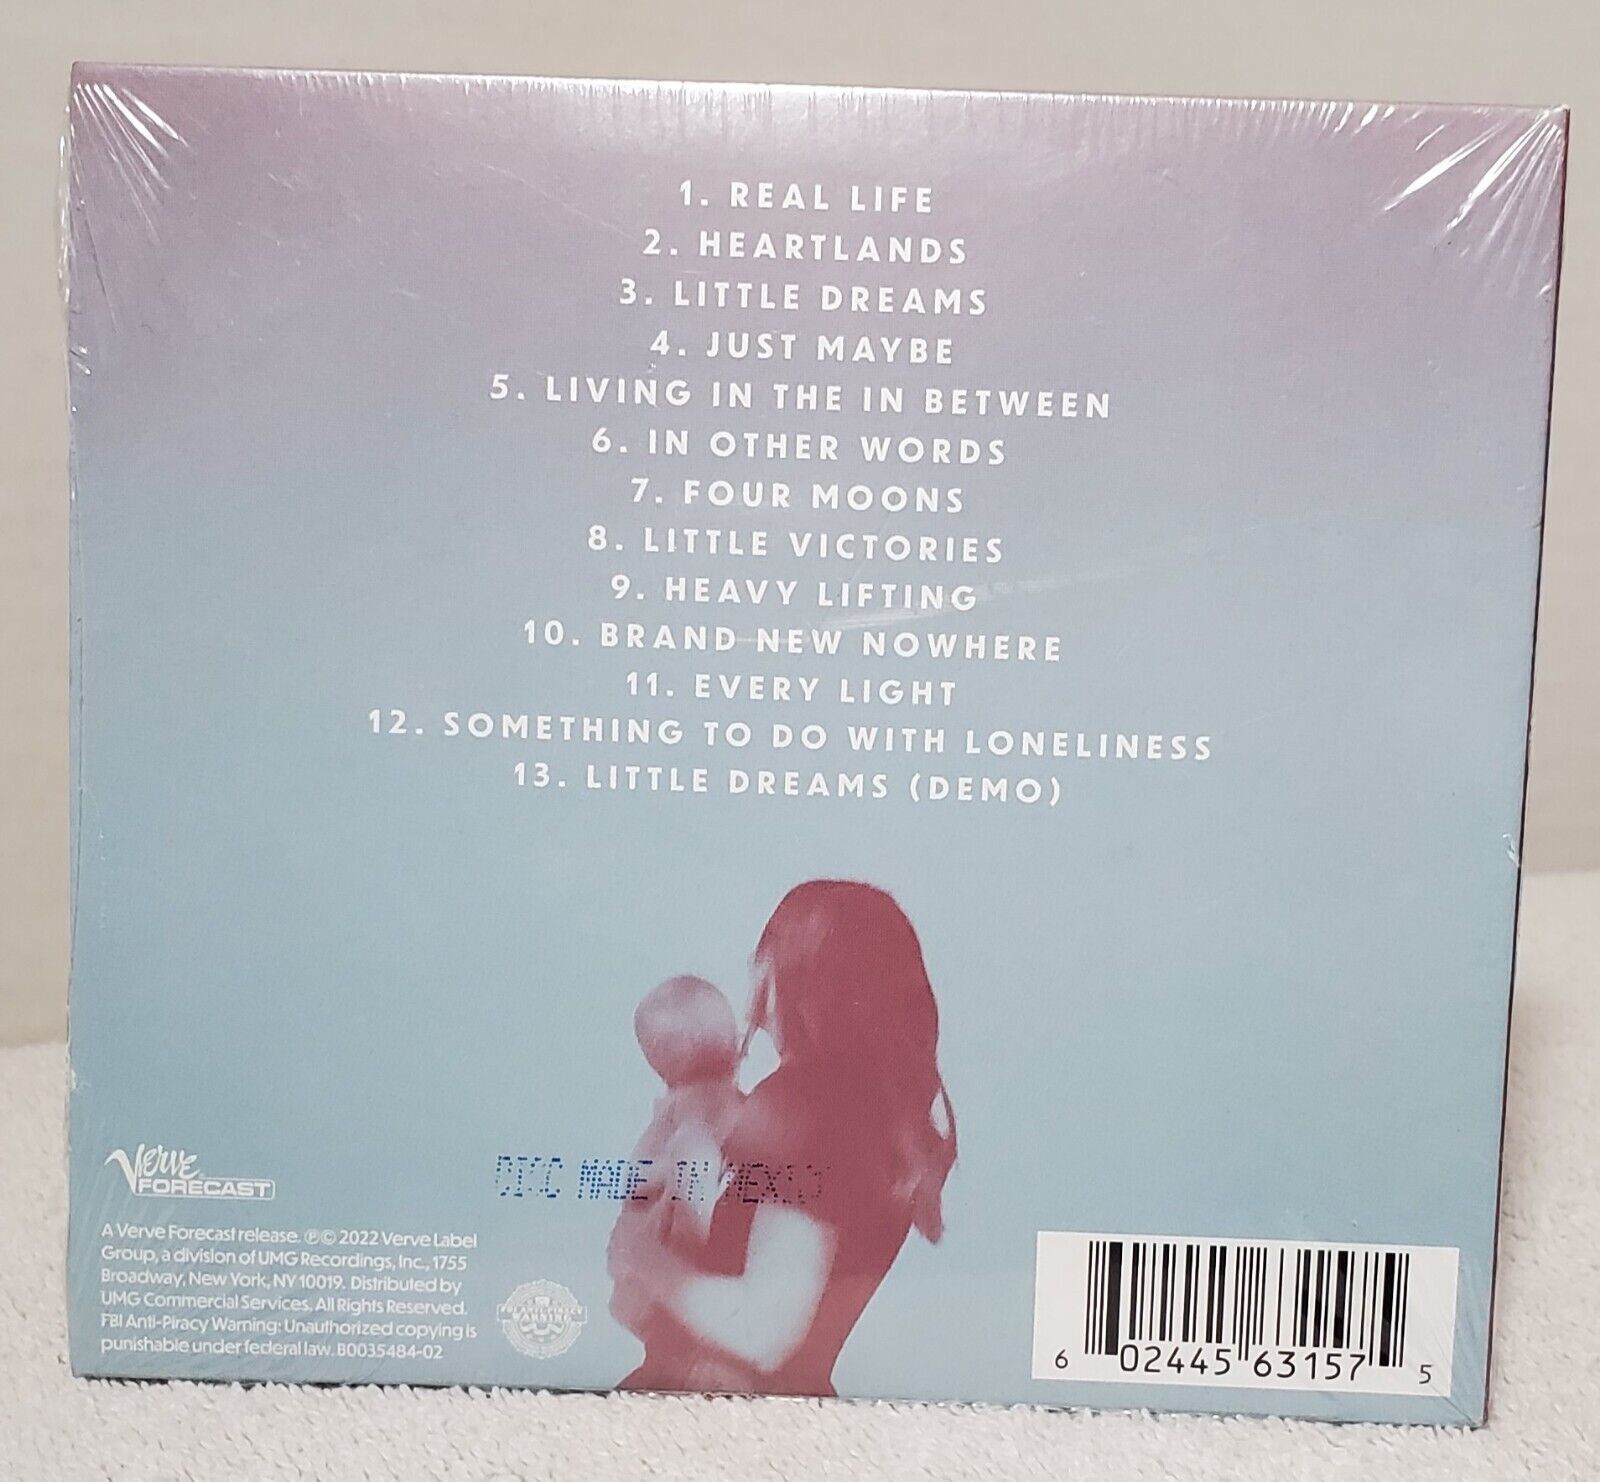 1. REAL LIFE
2. HEARTLANDS
3. LITTLE DREAMS
4. JUST MAYBE
5. LIVING IN THE IN BETWEEN
6. IN OTHER WORDS
7. FOUR MOONS
8. LITTLE VICTORIES
9. HEAVY LIFTING
10. BRAND NEW NOWHERE
11. EVERY LIGHT
12. SOMETHING TO DO WITH LONELINESS
13. LITTLE DREAMS (DEMO)
Verve
FORECAST
DISC MADE IN MEXICO
A Verve Forecast release. ℗© 2022 Verve Label
Group, a division of UMG Recordings, Inc., 1755
Broadway, New York, NY 10019. Distributed by
UMG Commercial Services. All Rights Reserved.
FBI Anti-Piracy Warning: Unauthorized copying is
punishable under federal law. B0035484-02
FBI ANTI-PIRACY
WARNING
6 02445 63157 5